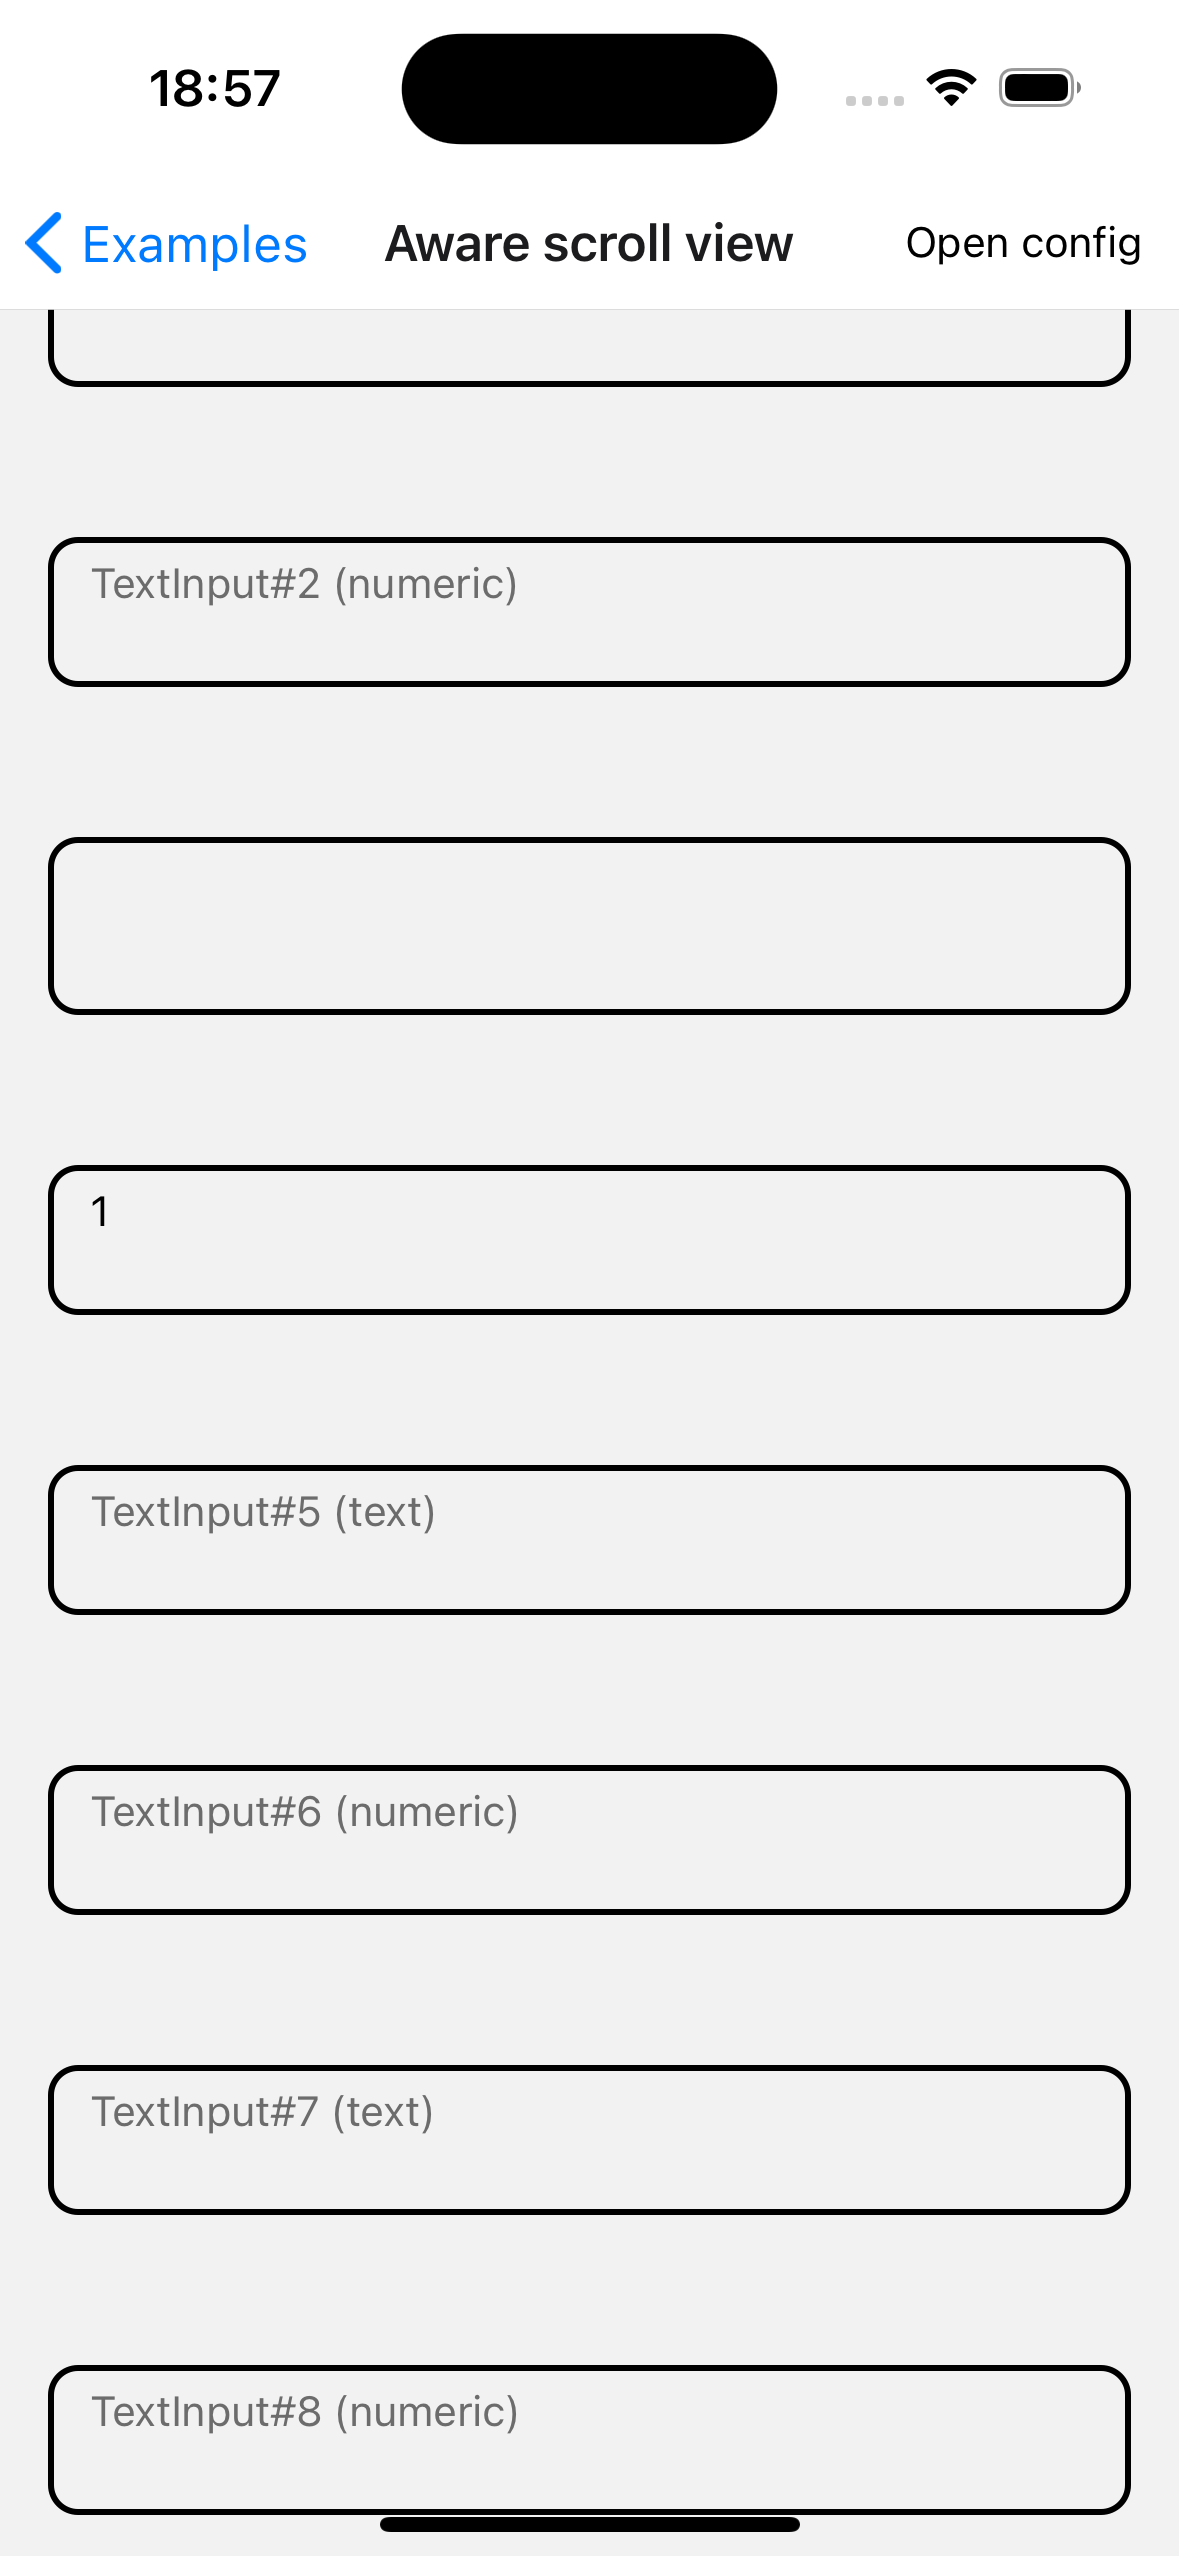 18:57
Examples
Aware scroll view
Open config
TextInput#2 (numeric)
1
TextInput#5 (text)
TextInput#6 (numeric)
TextInput#7 (text)
TextInput#8 (numeric)